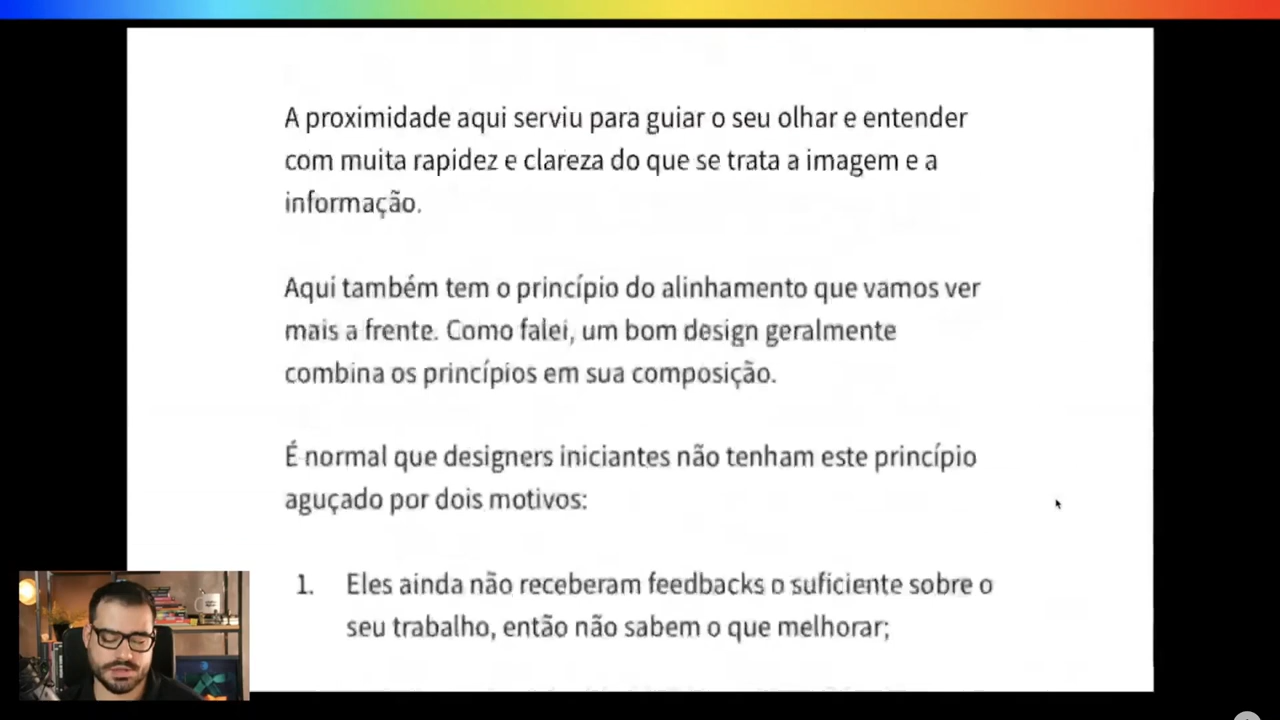 A proximidade aqui serviu para guiar o seu olhar e entender
com muita rapidez e clareza do que se trata a imagem e a
informação.
Aqui também tem o princípio do alinhamento que vamos ver
mais a frente. Como falei, um bom design geralmente
combina os princípios em sua composição.
É normal que designers iniciantes não tenham este princípio
aguçado por dois motivos:
1. Eles ainda não receberam feedbacks o suficiente sobre o
seu trabalho, então não sabem o que melhorar;